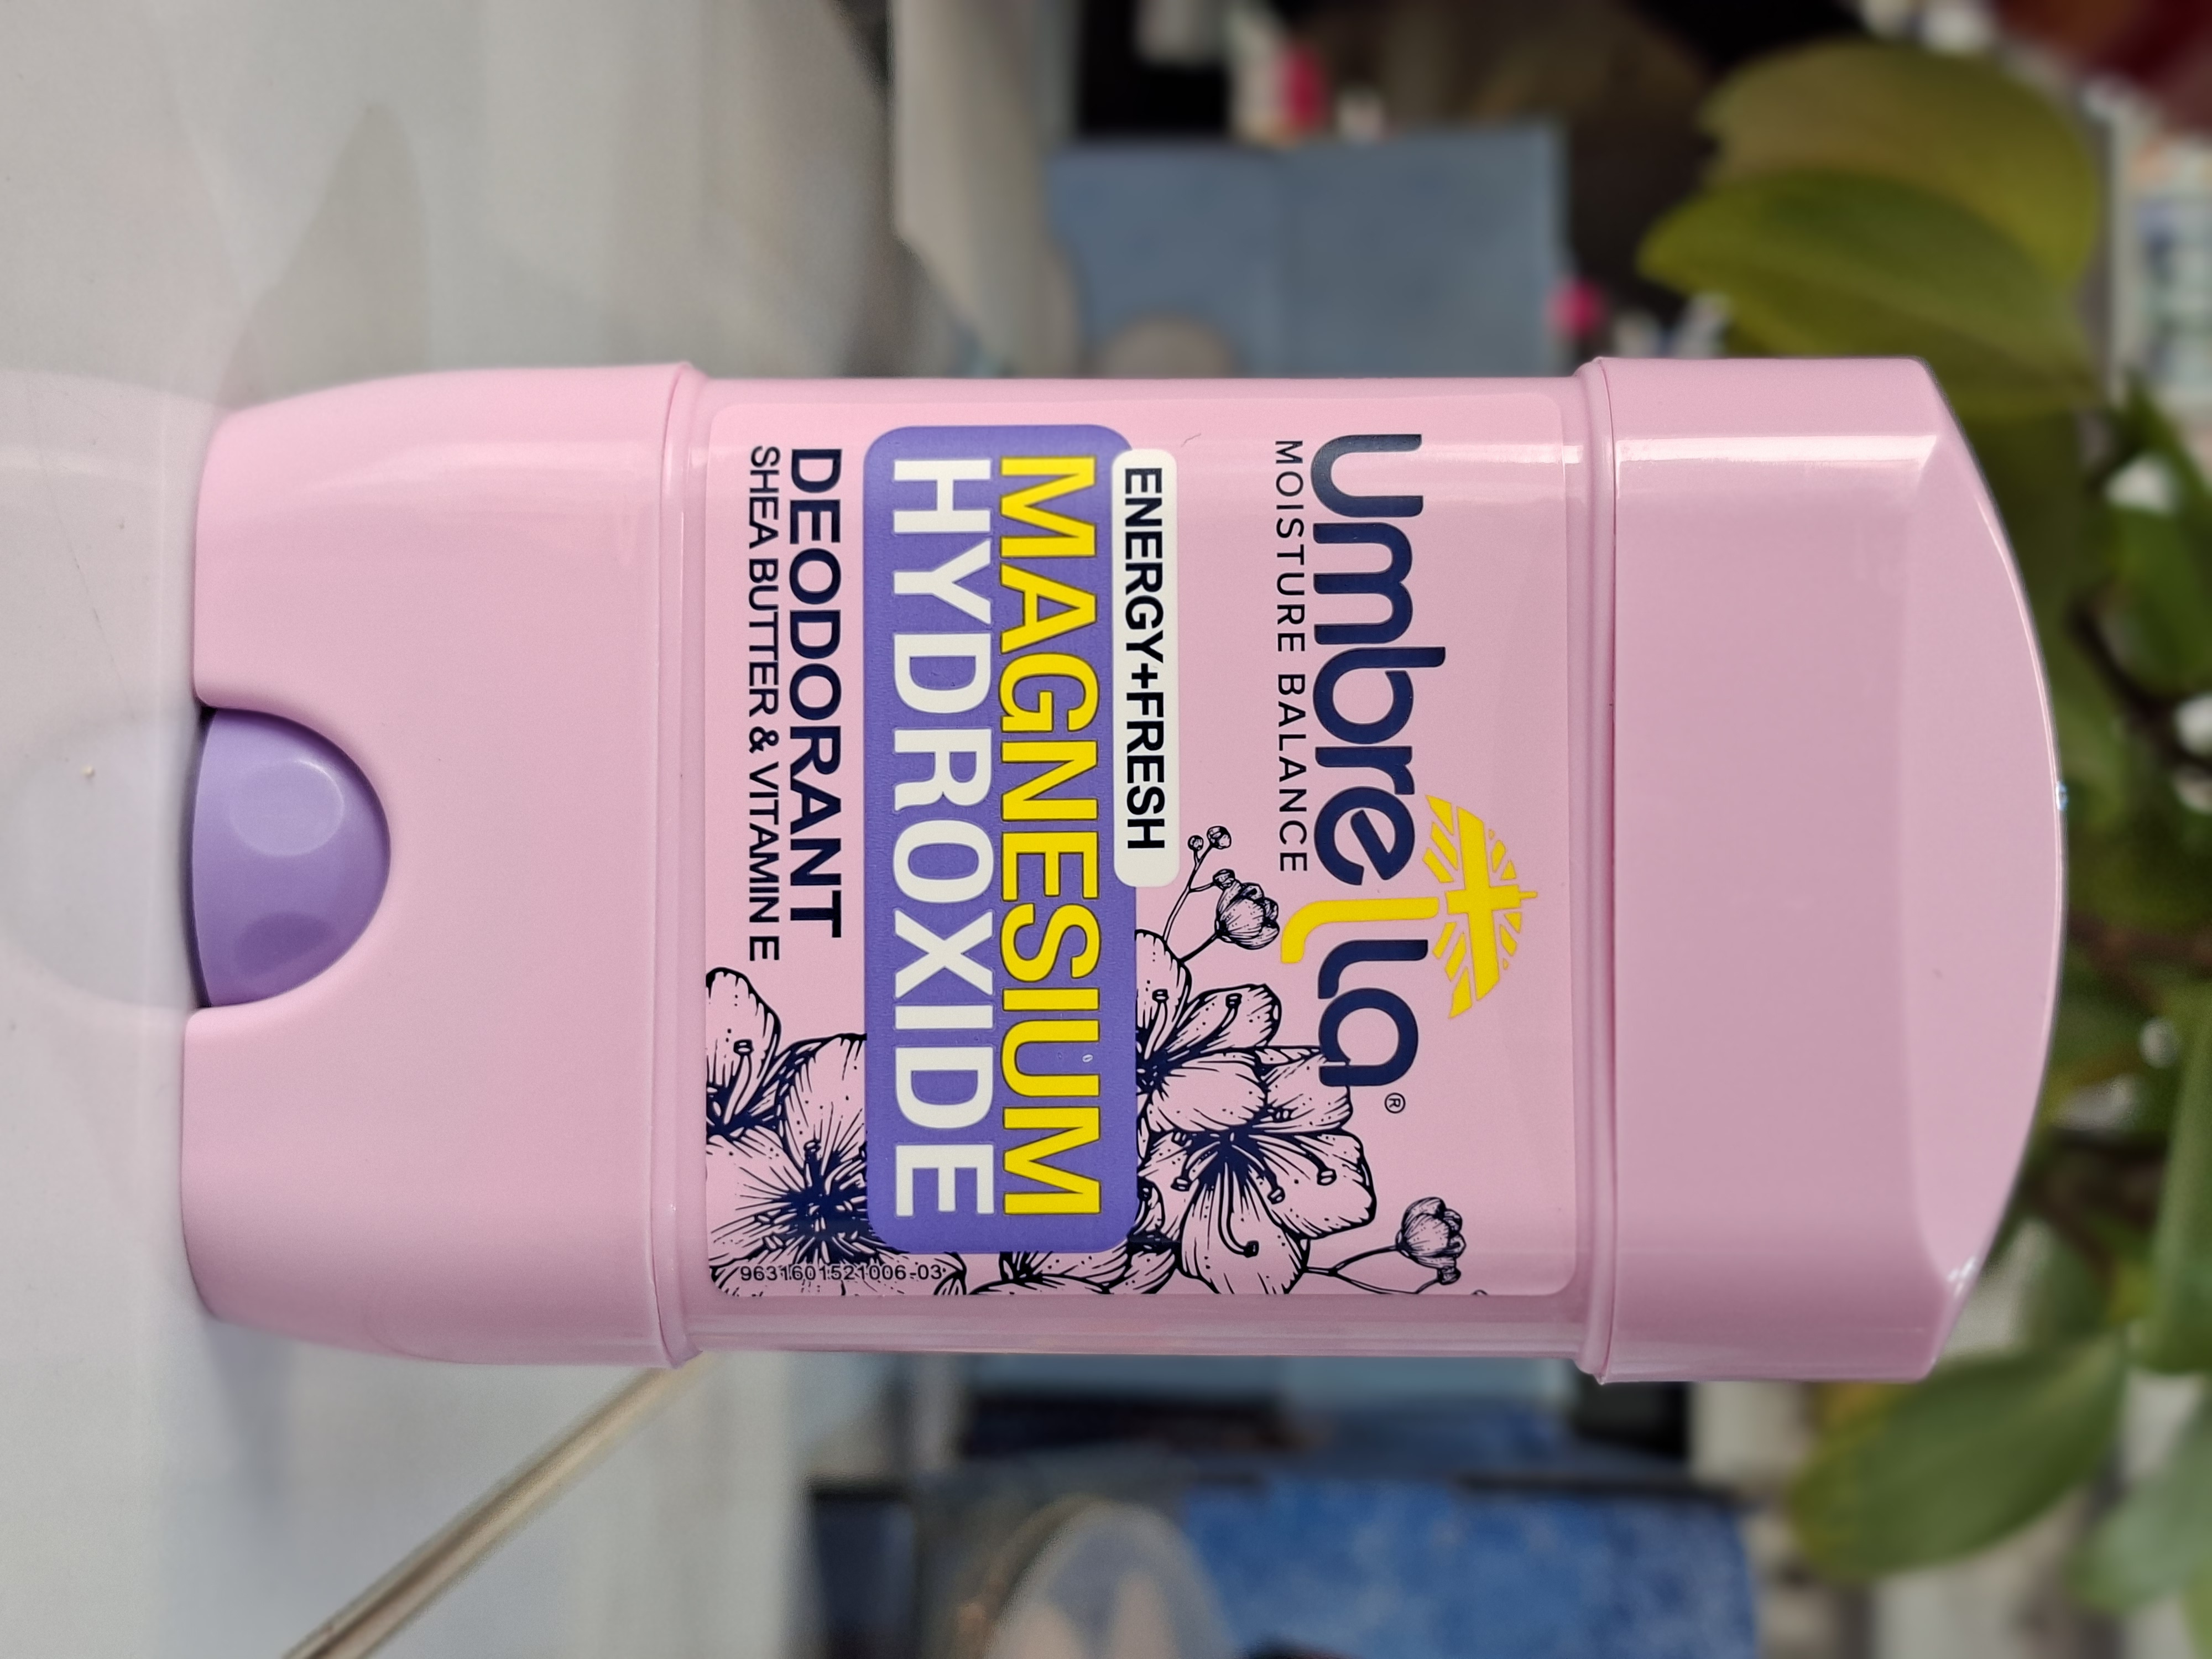 Umbrella®
MOISTURE BALANCE
ENERGY+FRESH
MAGNESIUM
HYDROXIDE
DEODORANT
SHEA BUTTER & VITAMIN E
9631601521006-03